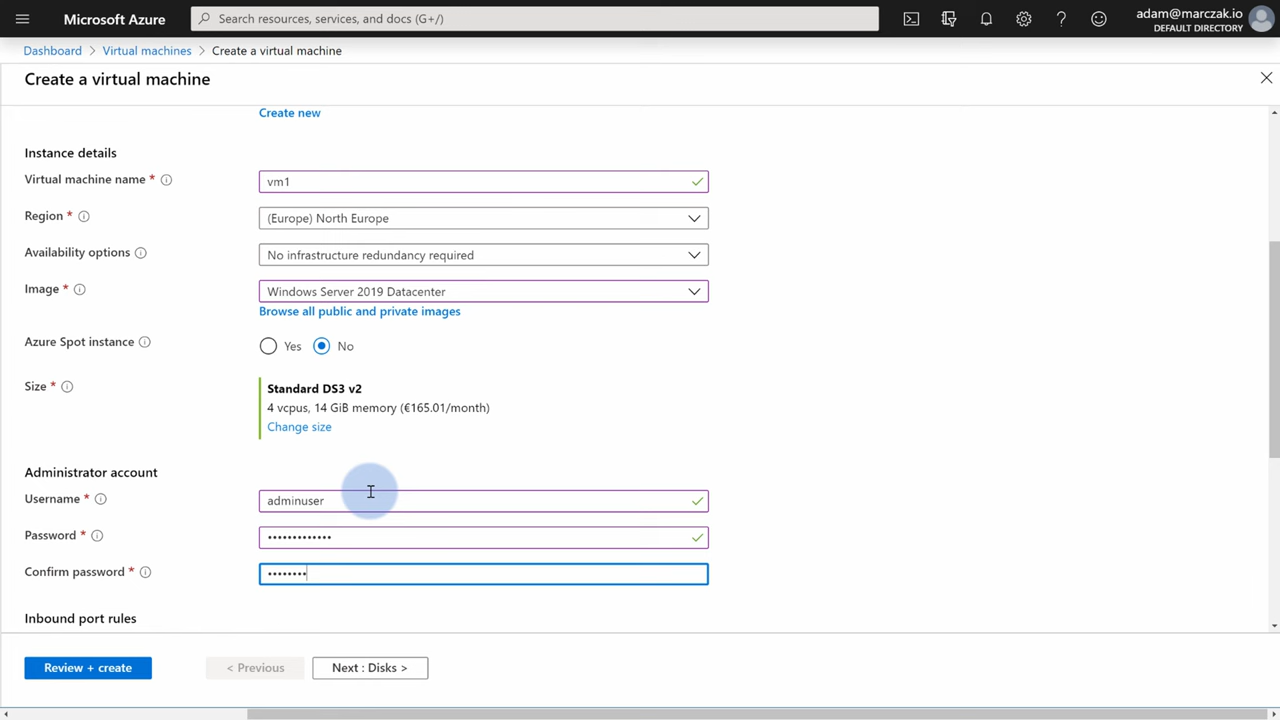 Microsoft Azure
Search resources, services, and docs (G+/)
adam@marczak.io
DEFAULT DIRECTORY
Dashboard > Virtual machines > Create a virtual machine
Create a virtual machine
Create new
Instance details
Virtual machine name * vm1
Region * (Europe) North Europe
Availability options No infrastructure redundancy required
Image * Windows Server 2019 Datacenter
Browse all public and private images
Azure Spot instance Yes No
Size * Standard DS3 v2
4 vcpus, 14 GiB memory (€165.01/month)
Change size
Administrator account
Username * adminuser
Password * •••••••••••••
Confirm password * ••••••••
Inbound port rules
Review + create < Previous Next : Disks >